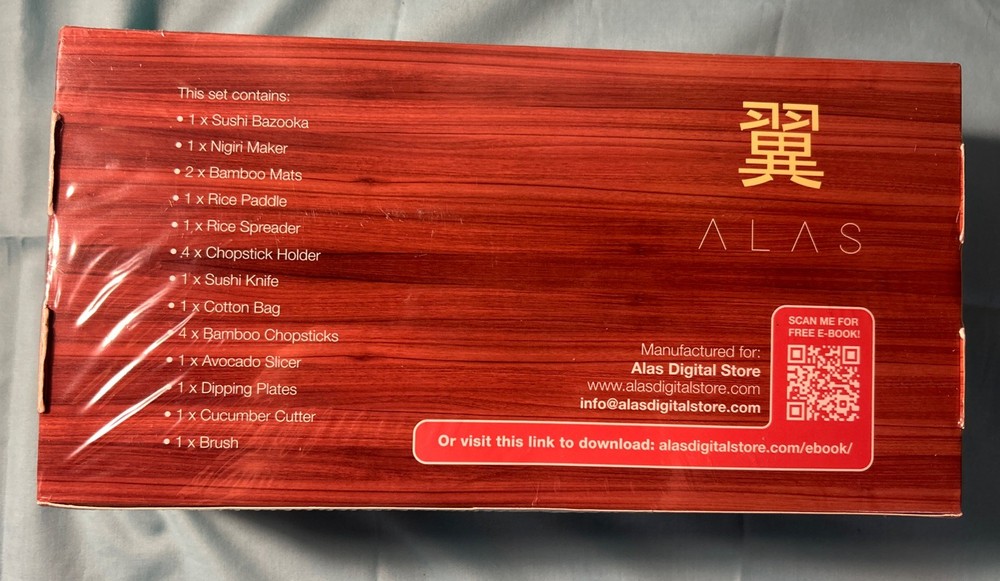 This set contains:
• 1 x Sushi Bazooka
• 1 x Nigiri Maker
• 2 x Bamboo Mats
• 1 x Rice Paddle
• 1 x Rice Spreader
• 4 x Chopstick Holder
• 1 x Sushi Knife
• 1 x Cotton Bag
• 4 x Bamboo Chopsticks
• 1 x Avocado Slicer
• 1 x Dipping Plates
• 1 x Cucumber Cutter
• 1 x Brush
翼
ALAS
Manufactured for:
Alas Digital Store
www.alasdigitalstore.com
info@alasdigitalstore.com
SCAN ME FOR
FREE E-BOOK!
Or visit this link to download: alasdigitalstore.com/ebook/